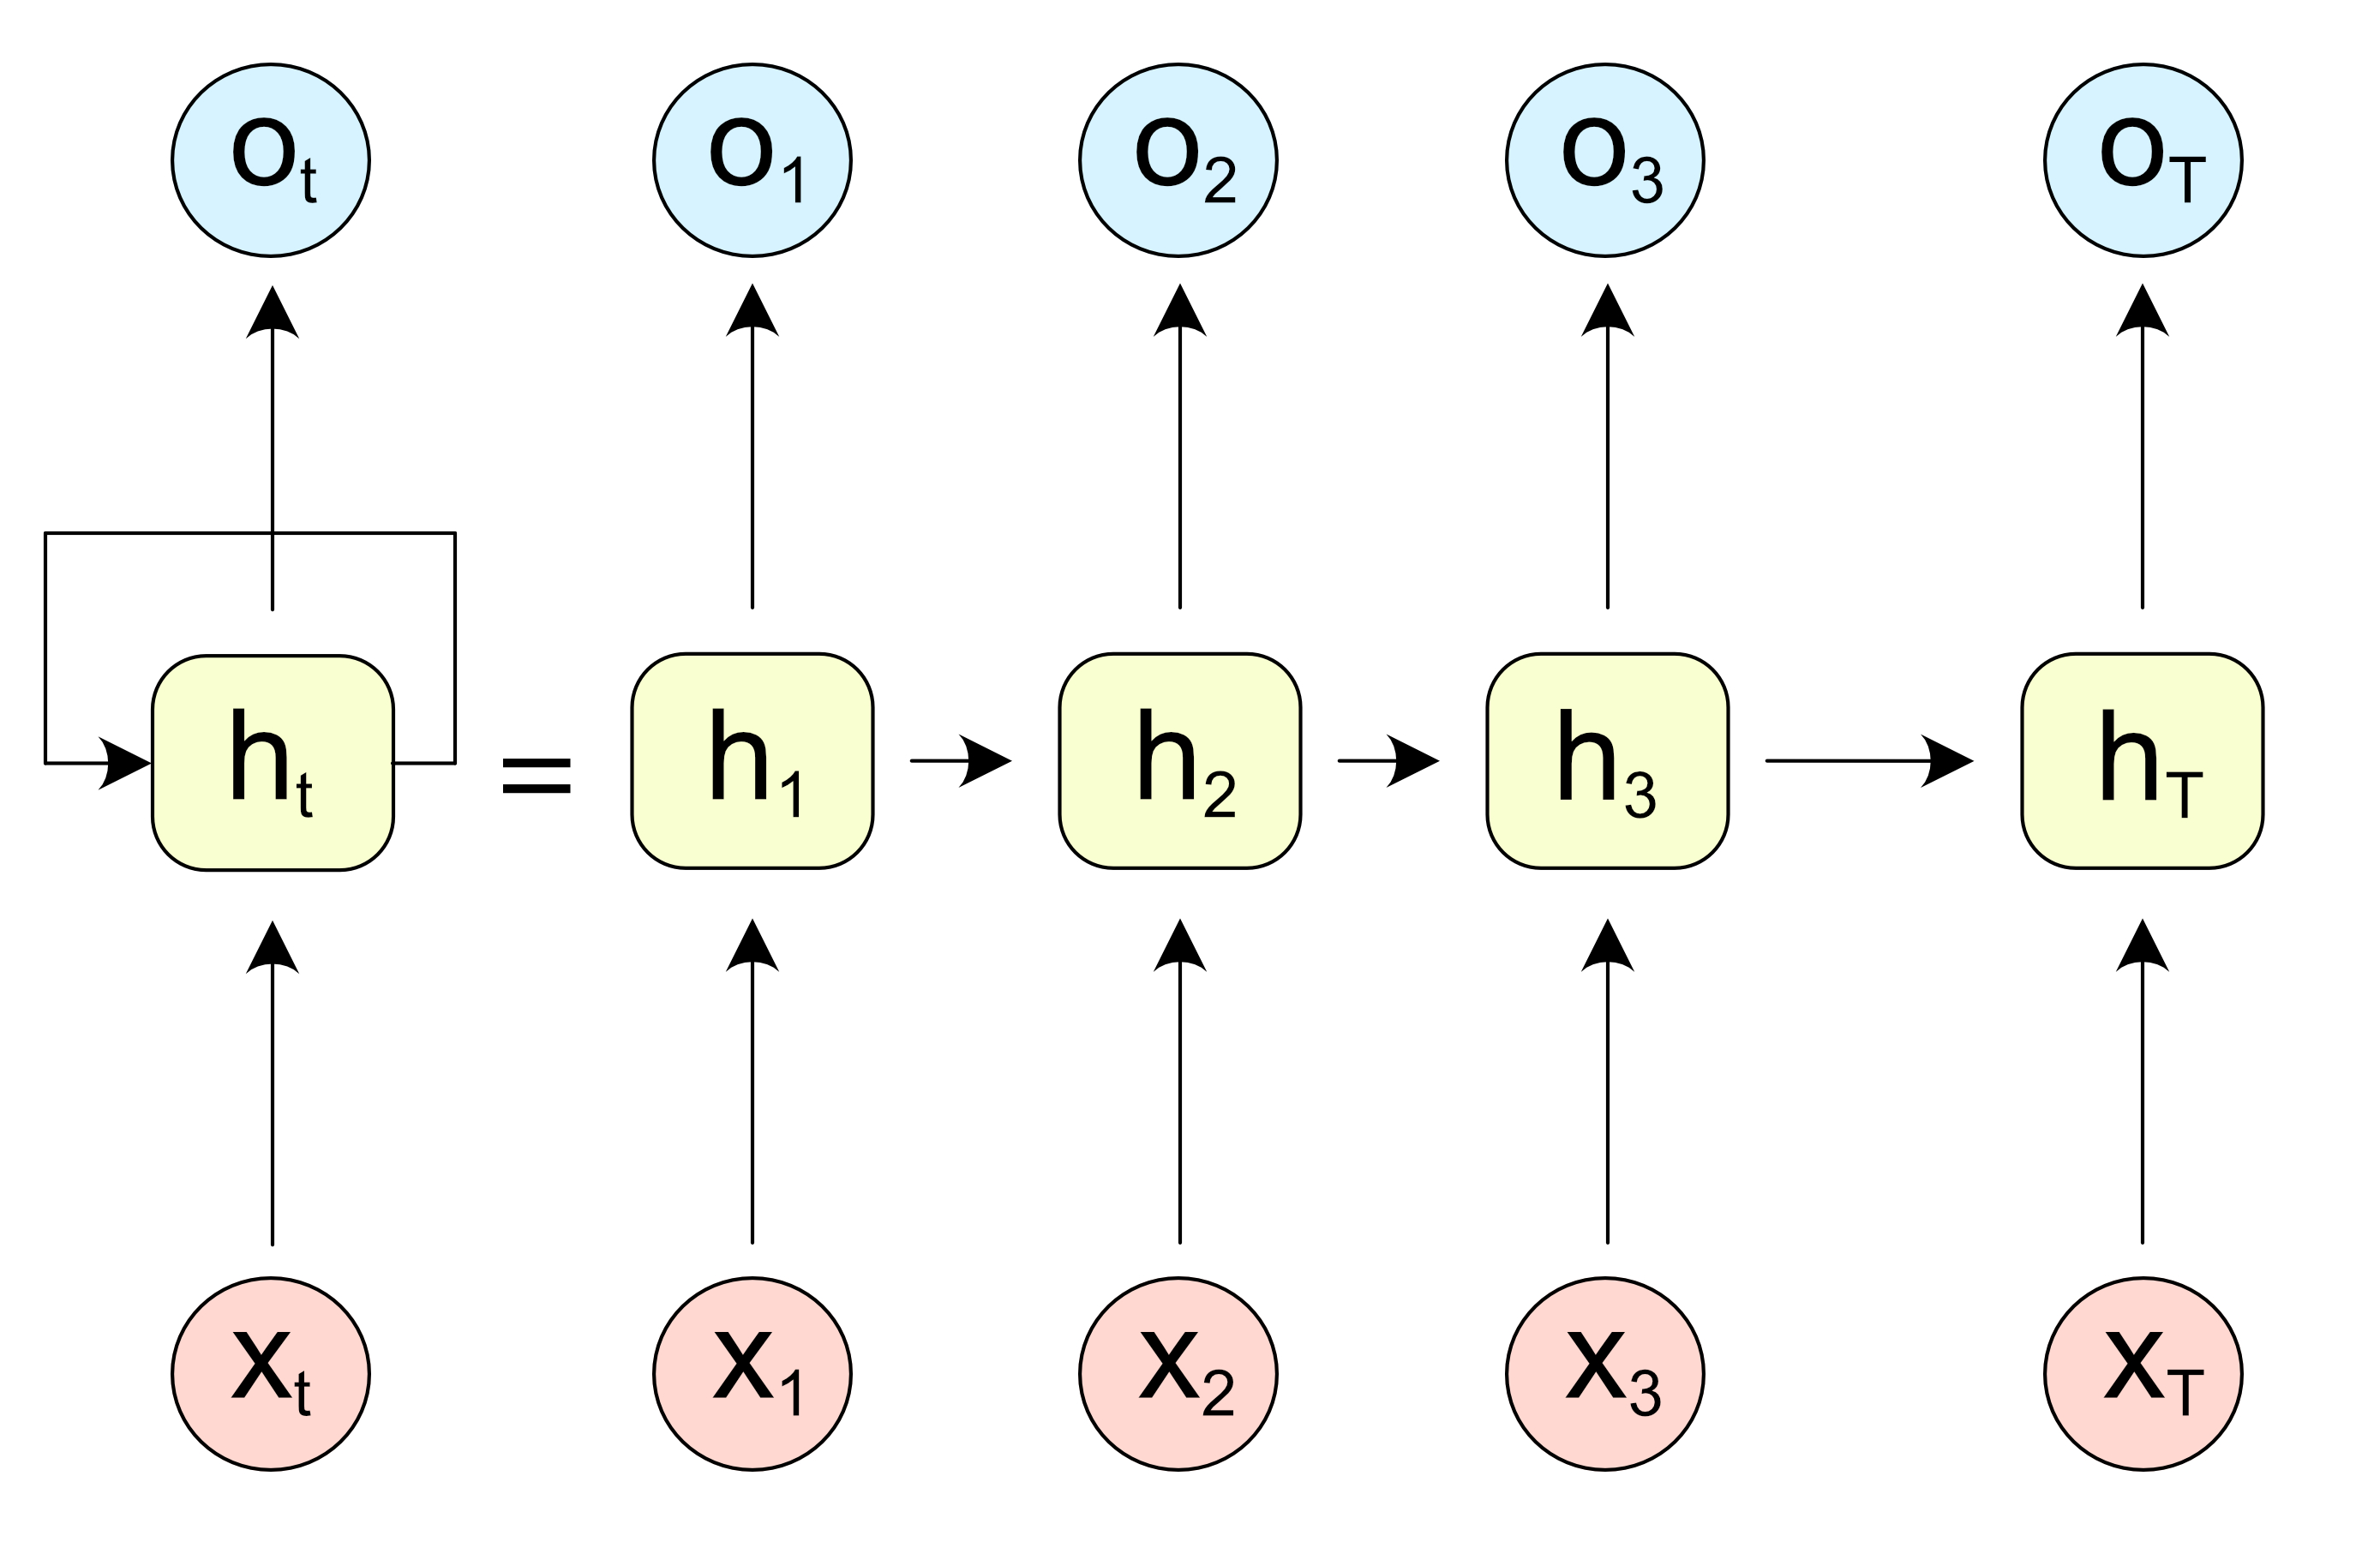 o_t o_1 o_2 o_3 o_T
h_t = h_1 h_2 h_3 h_T
x_t x_1 x_2 x_3 x_T